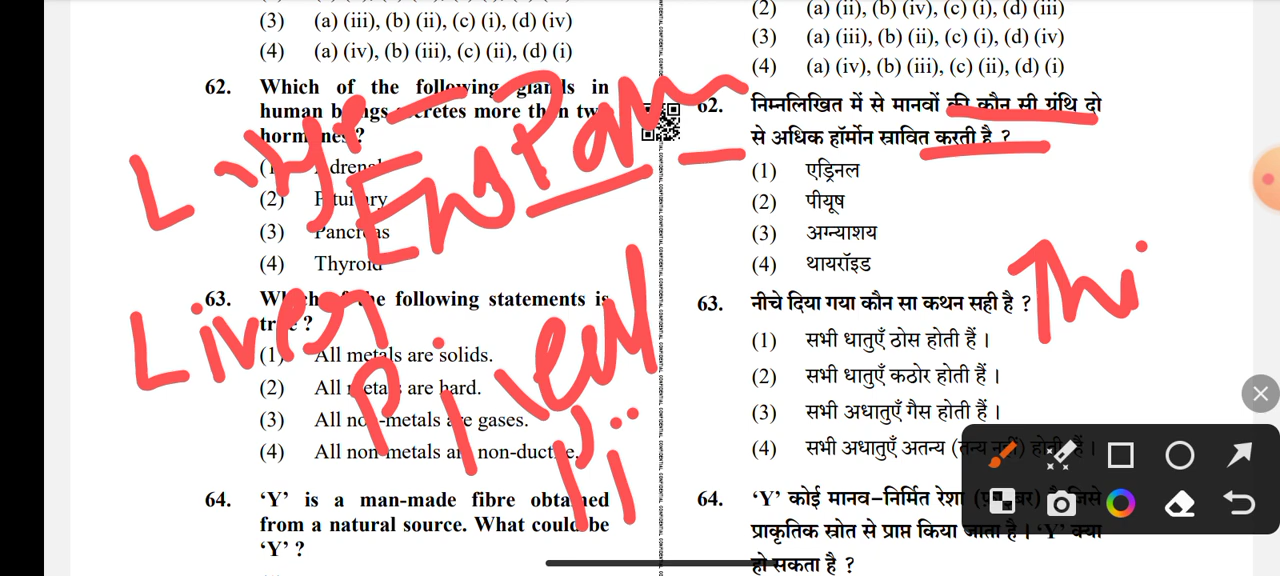 (3) (a) (iii), (b) (ii), (c) (i), (d) (iv)
(4) (a) (iv), (b) (iii), (c) (ii), (d) (i)
62. Which of the following glands in
human beings secretes more than two
hormones?
(1) Adrenal
(2) Pituitary
(3) Pancreas
(4) Thyroid
63. Which of the following statements is
true?
(1) All metals are solids.
(2) All metals are hard.
(3) All non-metals are gases.
(4) All non-metals are non-ductile.
64. ‘Y’ is a man-made fibre obtained
from a natural source. What could be
‘Y’ ?
(2) (a) (ii), (b) (iv), (c) (i), (d) (iii)
(3) (a) (iii), (b) (ii), (c) (i), (d) (iv)
(4) (a) (iv), (b) (iii), (c) (ii), (d) (i)
62. निम्नलिखित में से मानवों की कौन सी ग्रंथि दो
से अधिक हॉर्मोन स्रावित करती है ?
(1) एड्रिनल
(2) पीयूष
(3) अग्न्याशय
(4) थायरॉइड
63. नीचे दिया गया कौन सा कथन सही है ?
(1) सभी धातुएँ ठोस होती हैं ।
(2) सभी धातुएँ कठोर होती हैं ।
(3) सभी अधातुएँ गैस होती हैं ।
(4) सभी अधातुएँ अतन्य (तन्य नहीं) होती हैं ।
64. ‘Y’ कोई मानव-निर्मित रेशा है जिसे
प्राकृतिक स्रोत से प्राप्त किया जाता है । ‘Y’ क्या
हो सकता है ?
Liver
Thi